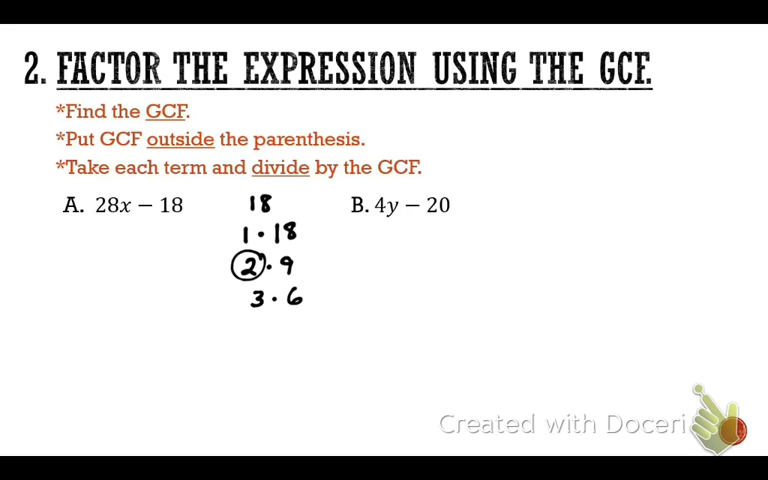 2. FACTOR THE EXPRESSION USING THE GCF.
*Find the GCF.
*Put GCF outside the parenthesis.
*Take each term and divide by the GCF.
A. 28x − 18
18
1 · 18
2 · 9
3 · 6
B. 4y − 20
Created with Doceri